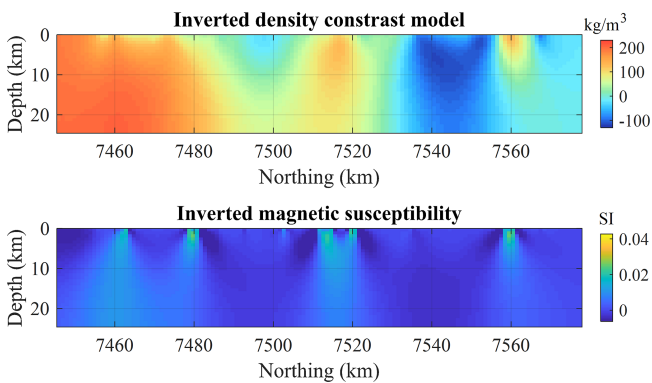 Inverted density constrast model
kg/m³
0
10
20
Depth (km)
200
100
0
-100
7460 7480 7500 7520 7540 7560
Northing (km)
Inverted magnetic susceptibility
SI
0
10
20
Depth (km)
0.04
0.02
0
7460 7480 7500 7520 7540 7560
Northing (km)